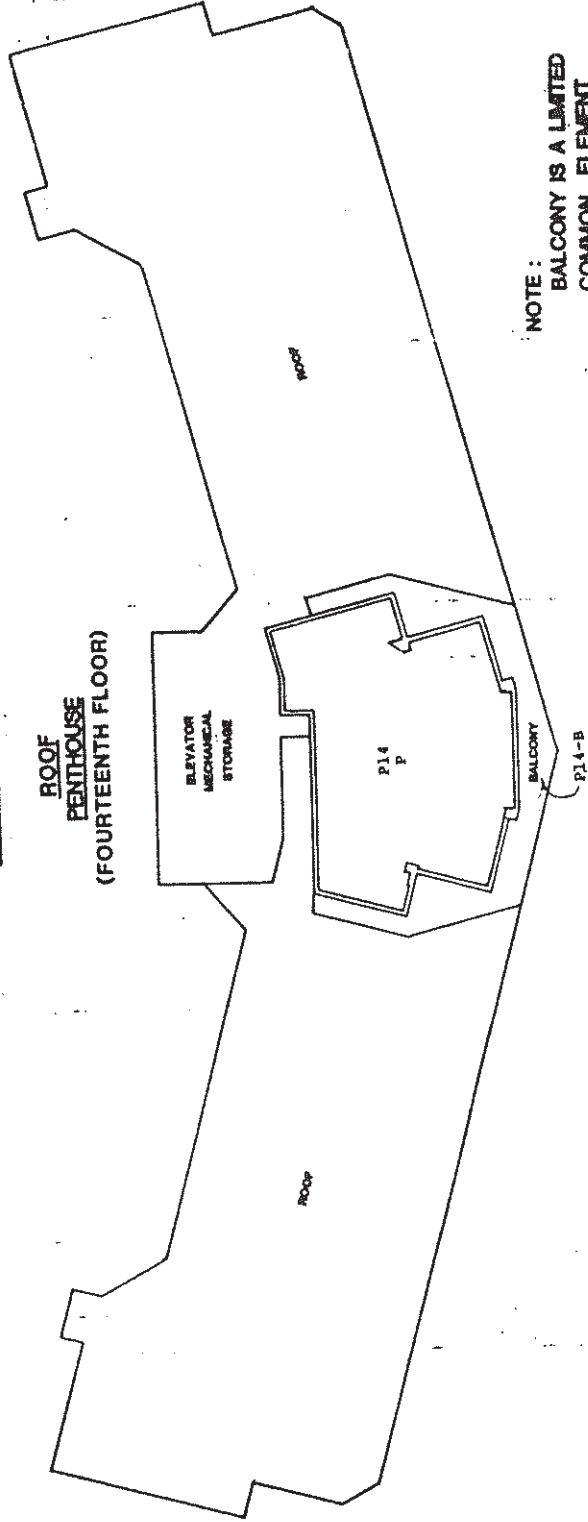 ROOF
PENTHOUSE
(FOURTEENTH FLOOR)
ELEVATOR
MECHANICAL
STORAGE
ROOF
ROOF
P14
P
BALCONY
P14-B
NOTE :
BALCONY IS A LIMITED
COMMON ELEMENT